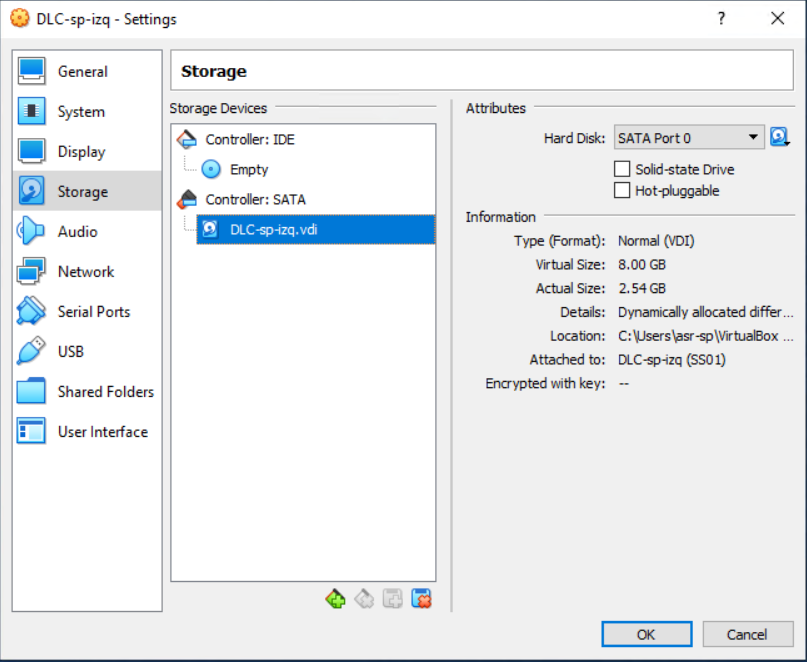 DLC-sp-izq - Settings
?
General
System
Display
Storage
Audio
Network
Serial Ports
USB
Shared Folders
User Interface
Storage
Storage Devices
Controller: IDE
Empty
Controller: SATA
DLC-sp-izq.vdi
Attributes
Hard Disk: SATA Port 0
Solid-state Drive
Hot-pluggable
Information
Type (Format): Normal (VDI)
Virtual Size: 8.00 GB
Actual Size: 2.54 GB
Details: Dynamically allocated differ...
Location: C:\Users\asr-sp\VirtualBox ...
Attached to: DLC-sp-izq (SS01)
Encrypted with key: --
OK
Cancel